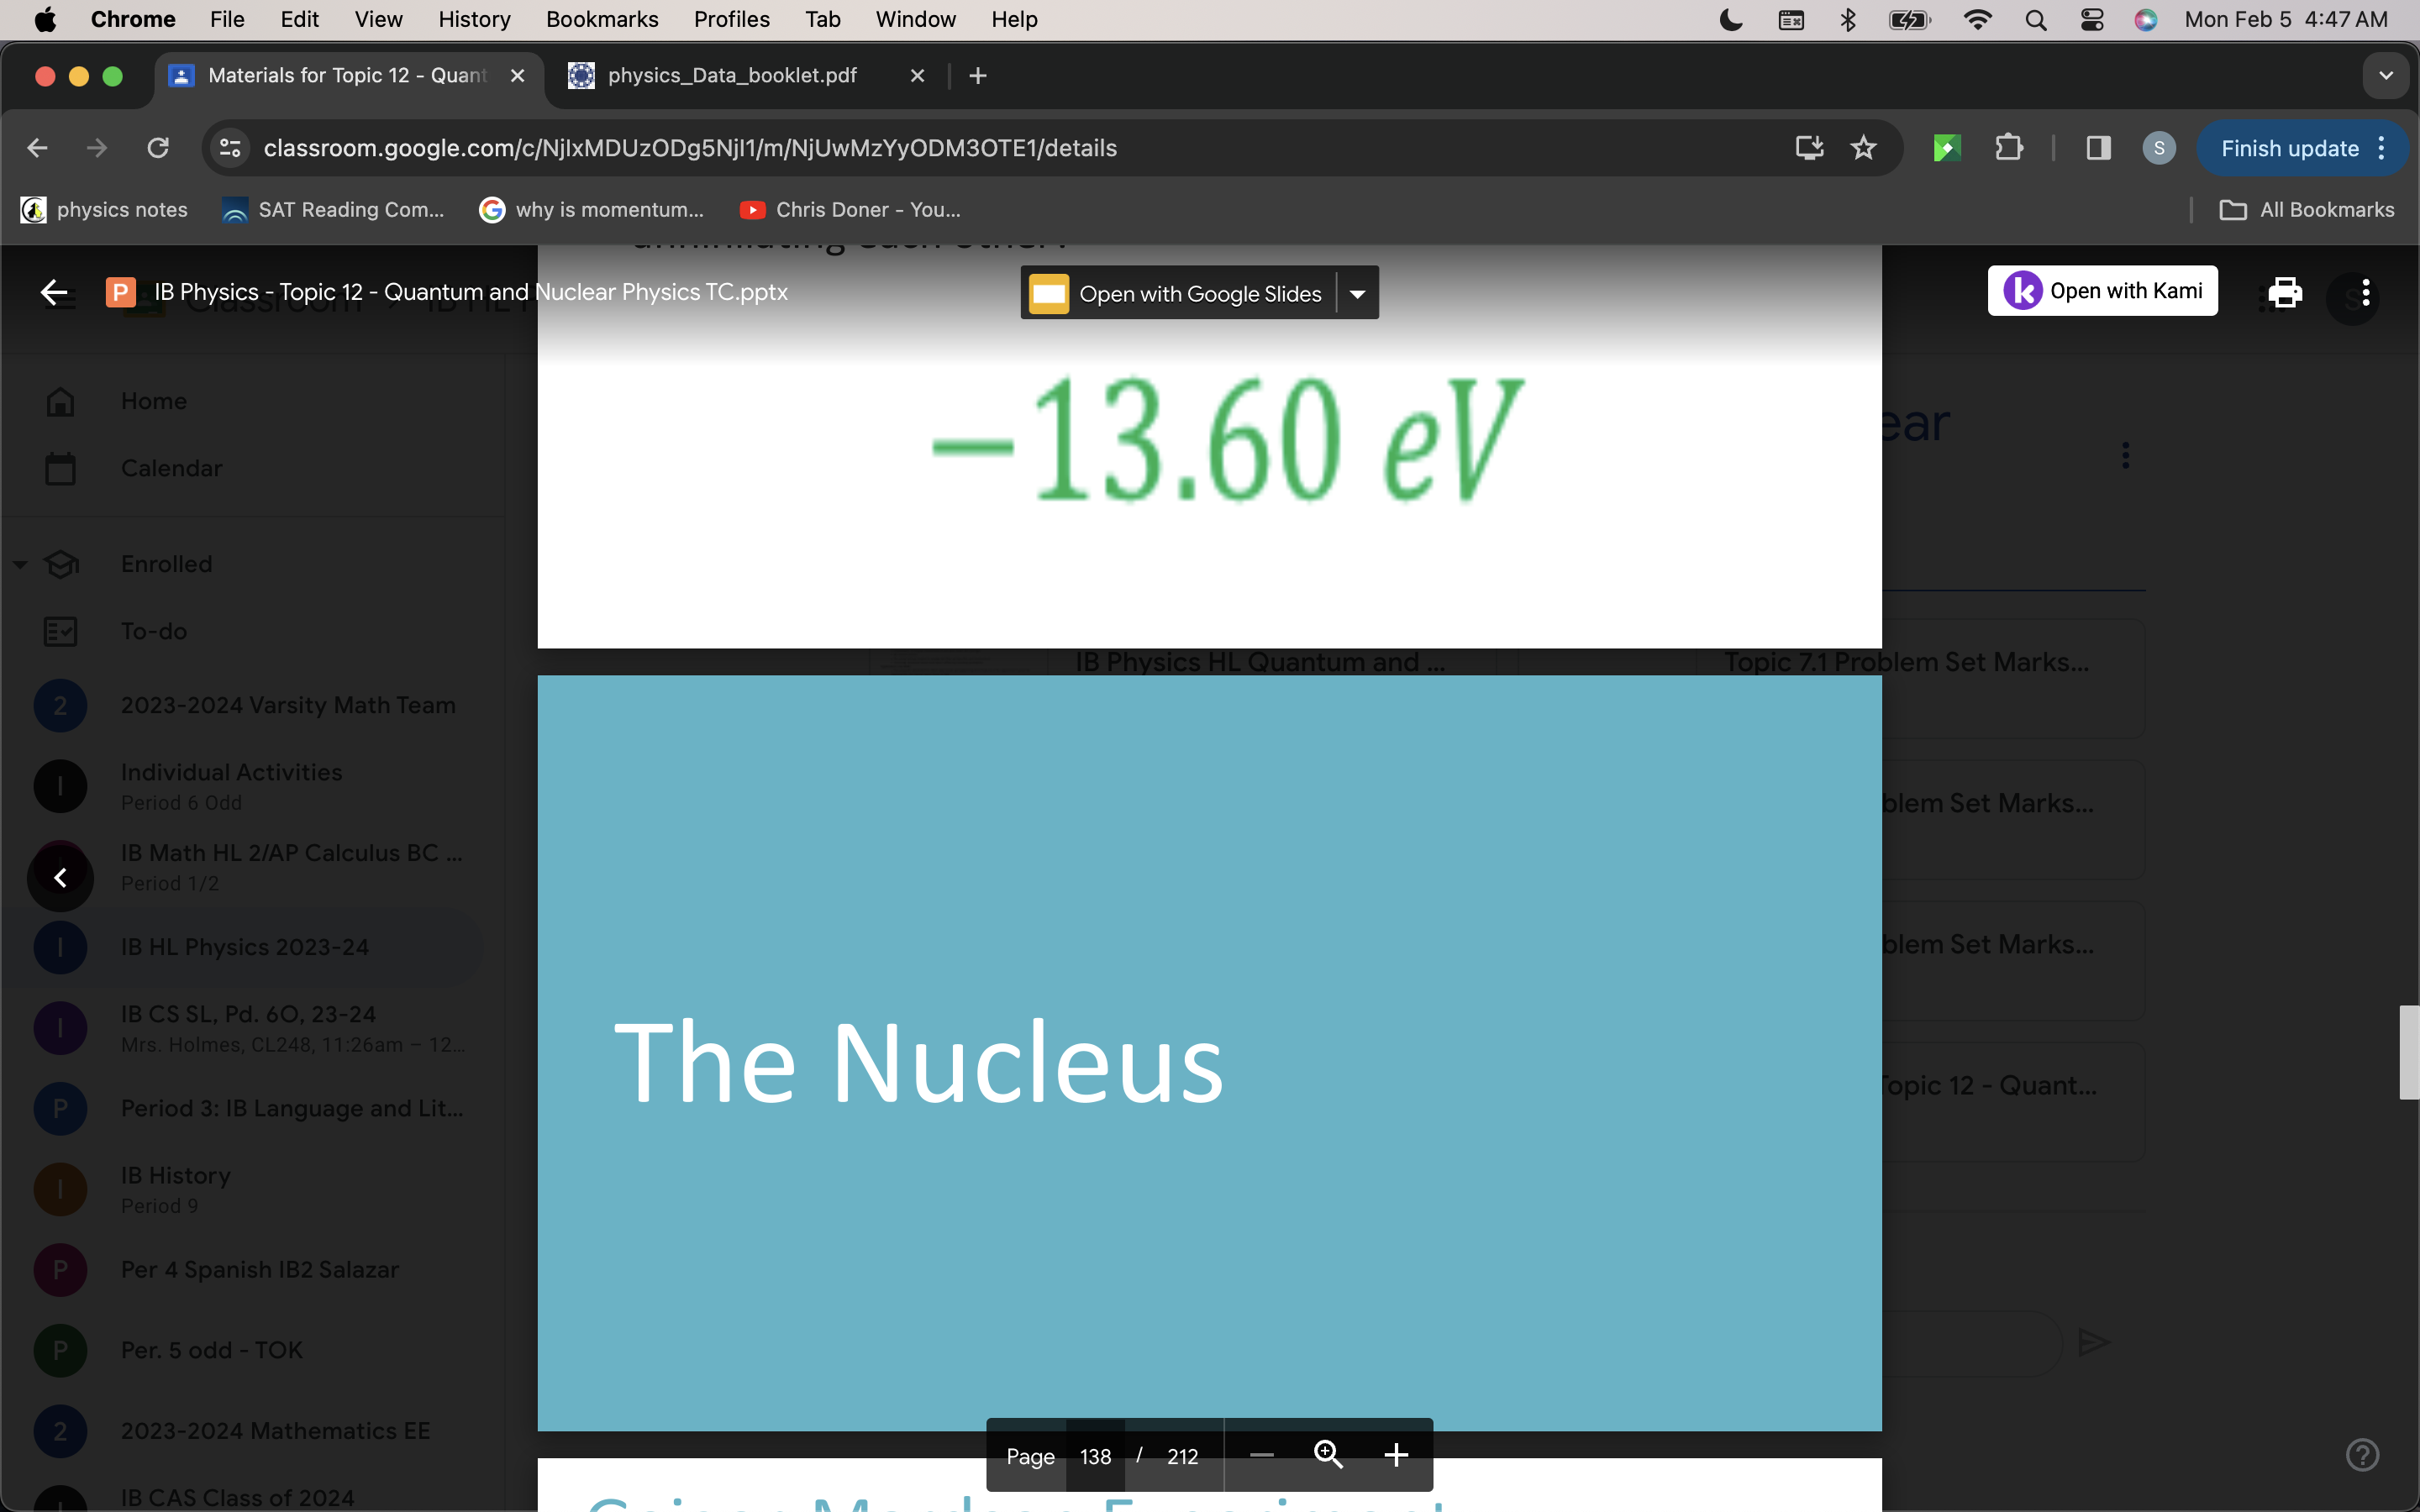 Chrome File Edit View History Bookmarks Profiles Tab Window Help Mon Feb 5 4:47 AM
Materials for Topic 12 - Quant physics_Data_booklet.pdf
classroom.google.com/c/NjIxMDUzODg5NjI1/m/NjUwMzYyODM3OTE1/details S Finish update
physics notes SAT Reading Com... why is momentum... Chris Doner - You... All Bookmarks
annihilating each other?
P IB Physics - Topic 12 - Quantum and Nuclear Physics TC.pptx Open with Google Slides Open with Kami
Home
Calendar
Enrolled
To-do
2 2023-2024 Varsity Math Team
I Individual Activities
Period 6 Odd
IB Math HL 2/AP Calculus BC ...
Period 1/2
I IB HL Physics 2023-24
I IB CS SL, Pd. 6O, 23-24
Mrs. Holmes, CL248, 11:26am – 12...
P Period 3: IB Language and Lit...
I IB History
Period 9
P Per 4 Spanish IB2 Salazar
P Per. 5 odd - TOK
2 2023-2024 Mathematics EE
IB CAS Class of 2024
−13.60 eV
ear
IB Physics HL Quantum and ... Topic 7.1 Problem Set Marks...
blem Set Marks...
blem Set Marks...
Topic 12 - Quant...
The Nucleus
Page 138 / 212